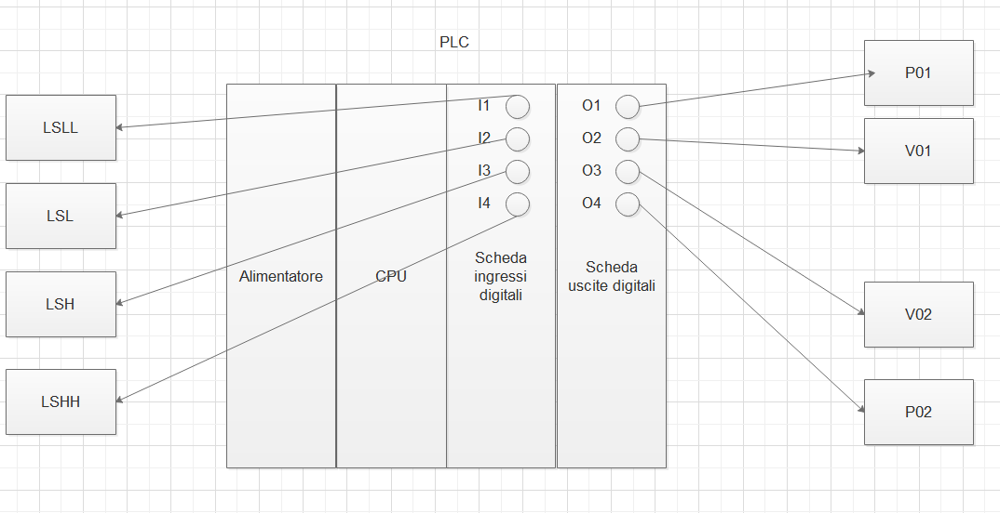 PLC
LSLL
LSL
LSH
LSHH
Alimentatore
CPU
I1
I2
I3
I4
Scheda
ingressi
digitali
O1
O2
O3
O4
Scheda
uscite digitali
P01
V01
V02
P02